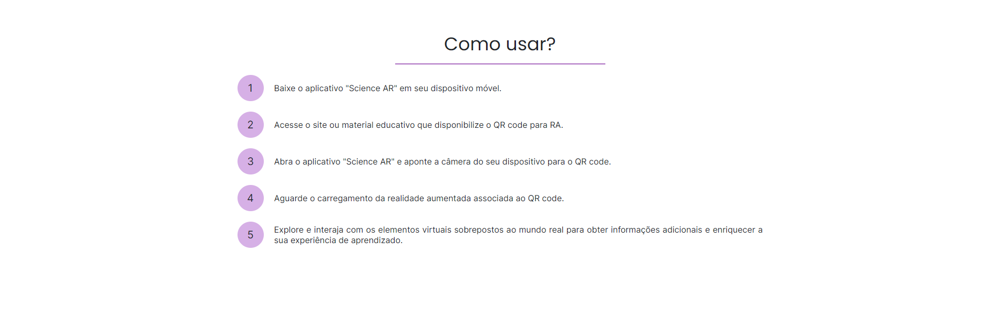 Como usar?
1 Baixe o aplicativo "Science AR" em seu dispositivo móvel.
2 Acesse o site ou material educativo que disponibilize o QR code para RA.
3 Abra o aplicativo "Science AR" e aponte a câmera do seu dispositivo para o QR code.
4 Aguarde o carregamento da realidade aumentada associada ao QR code.
5 Explore e interaja com os elementos virtuais sobrepostos ao mundo real para obter informações adicionais e enriquecer a
sua experiência de aprendizado.